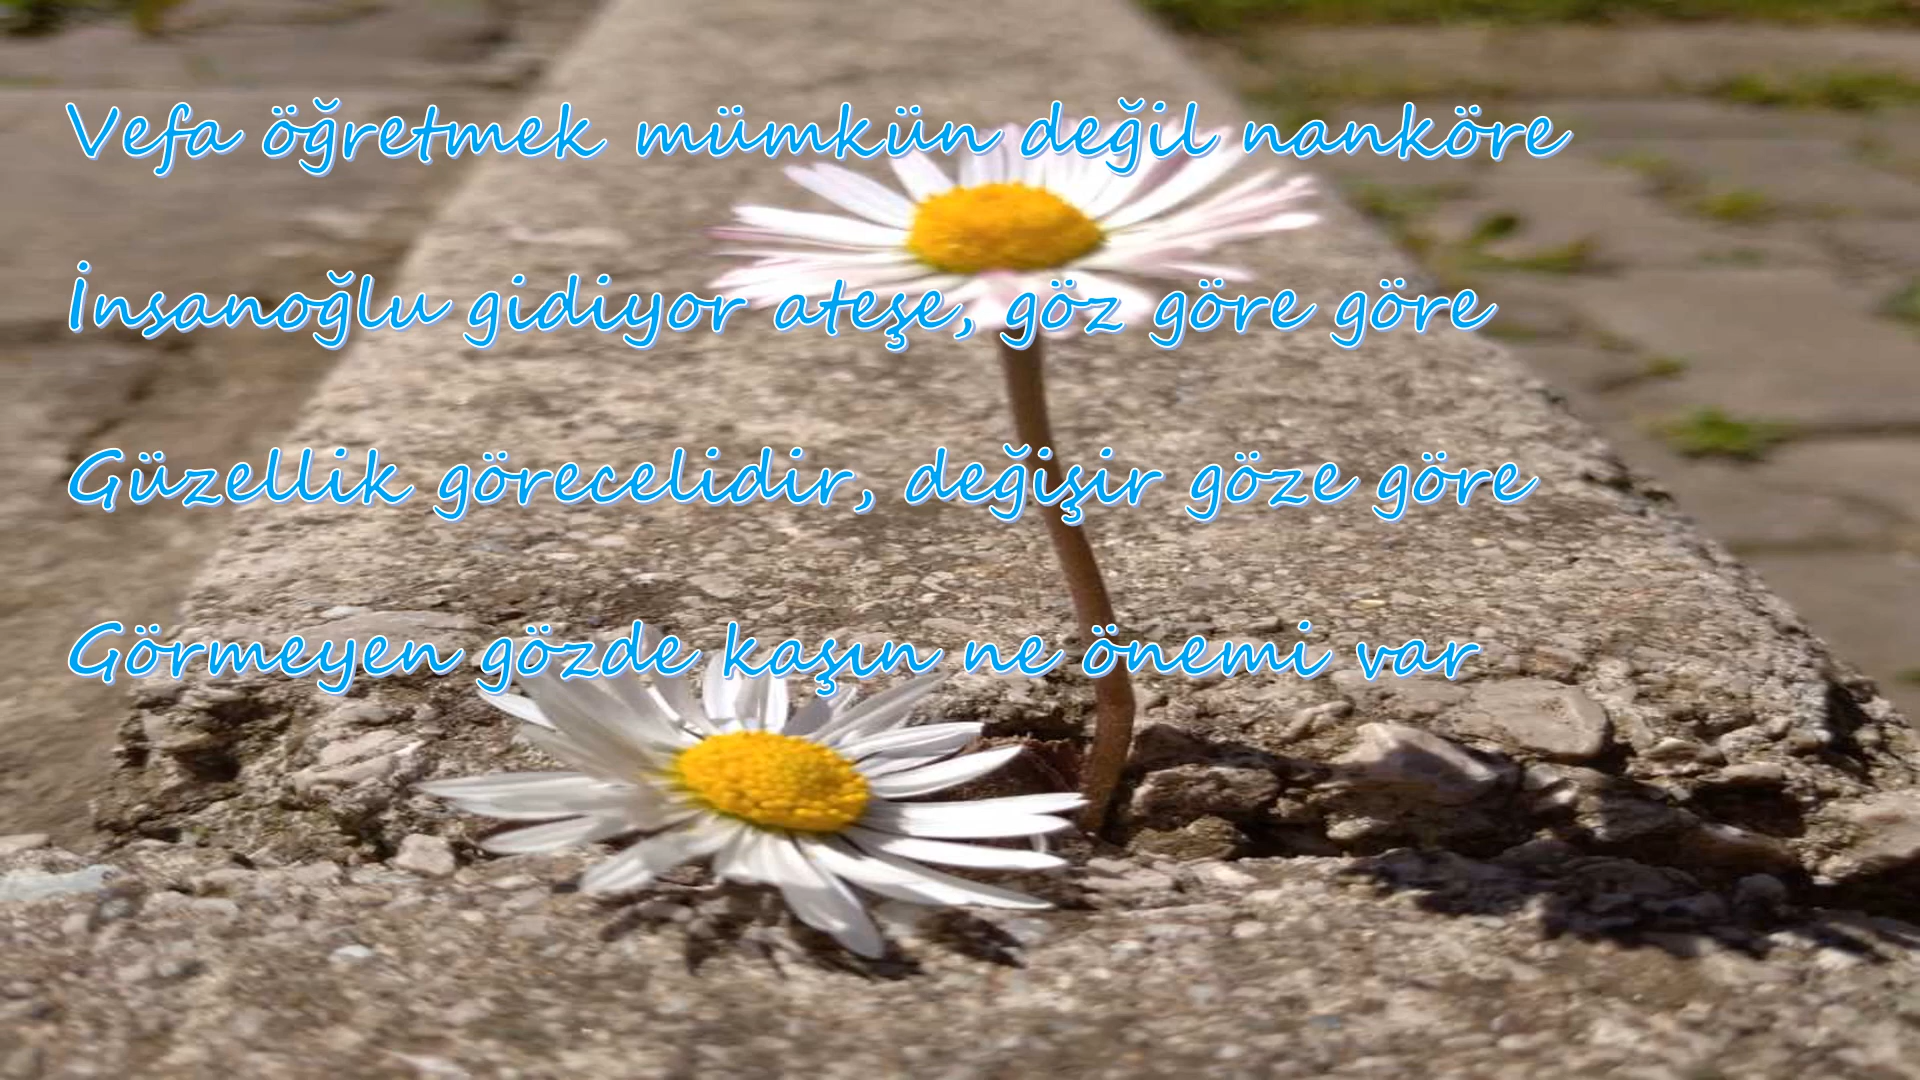 Vefa öğretmek mümkün değil nanköre
İnsanoğlu gidiyor ateşe, göz göre göre
Güzellik görecelidir, değişir göze göre
Görmeyen gözde kaşın ne önemi var